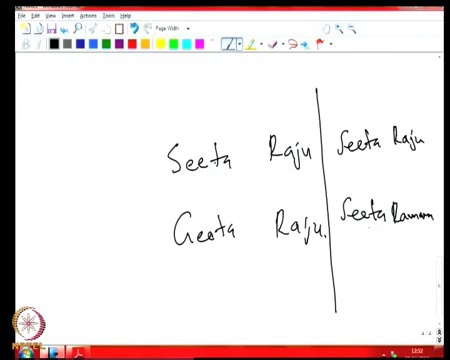 File Edit View Insert Actions Tools Help
Page Width
Seeta Raju Seeta Raju
Geeta Raju. Seeta Raman
NPTEL
12:52